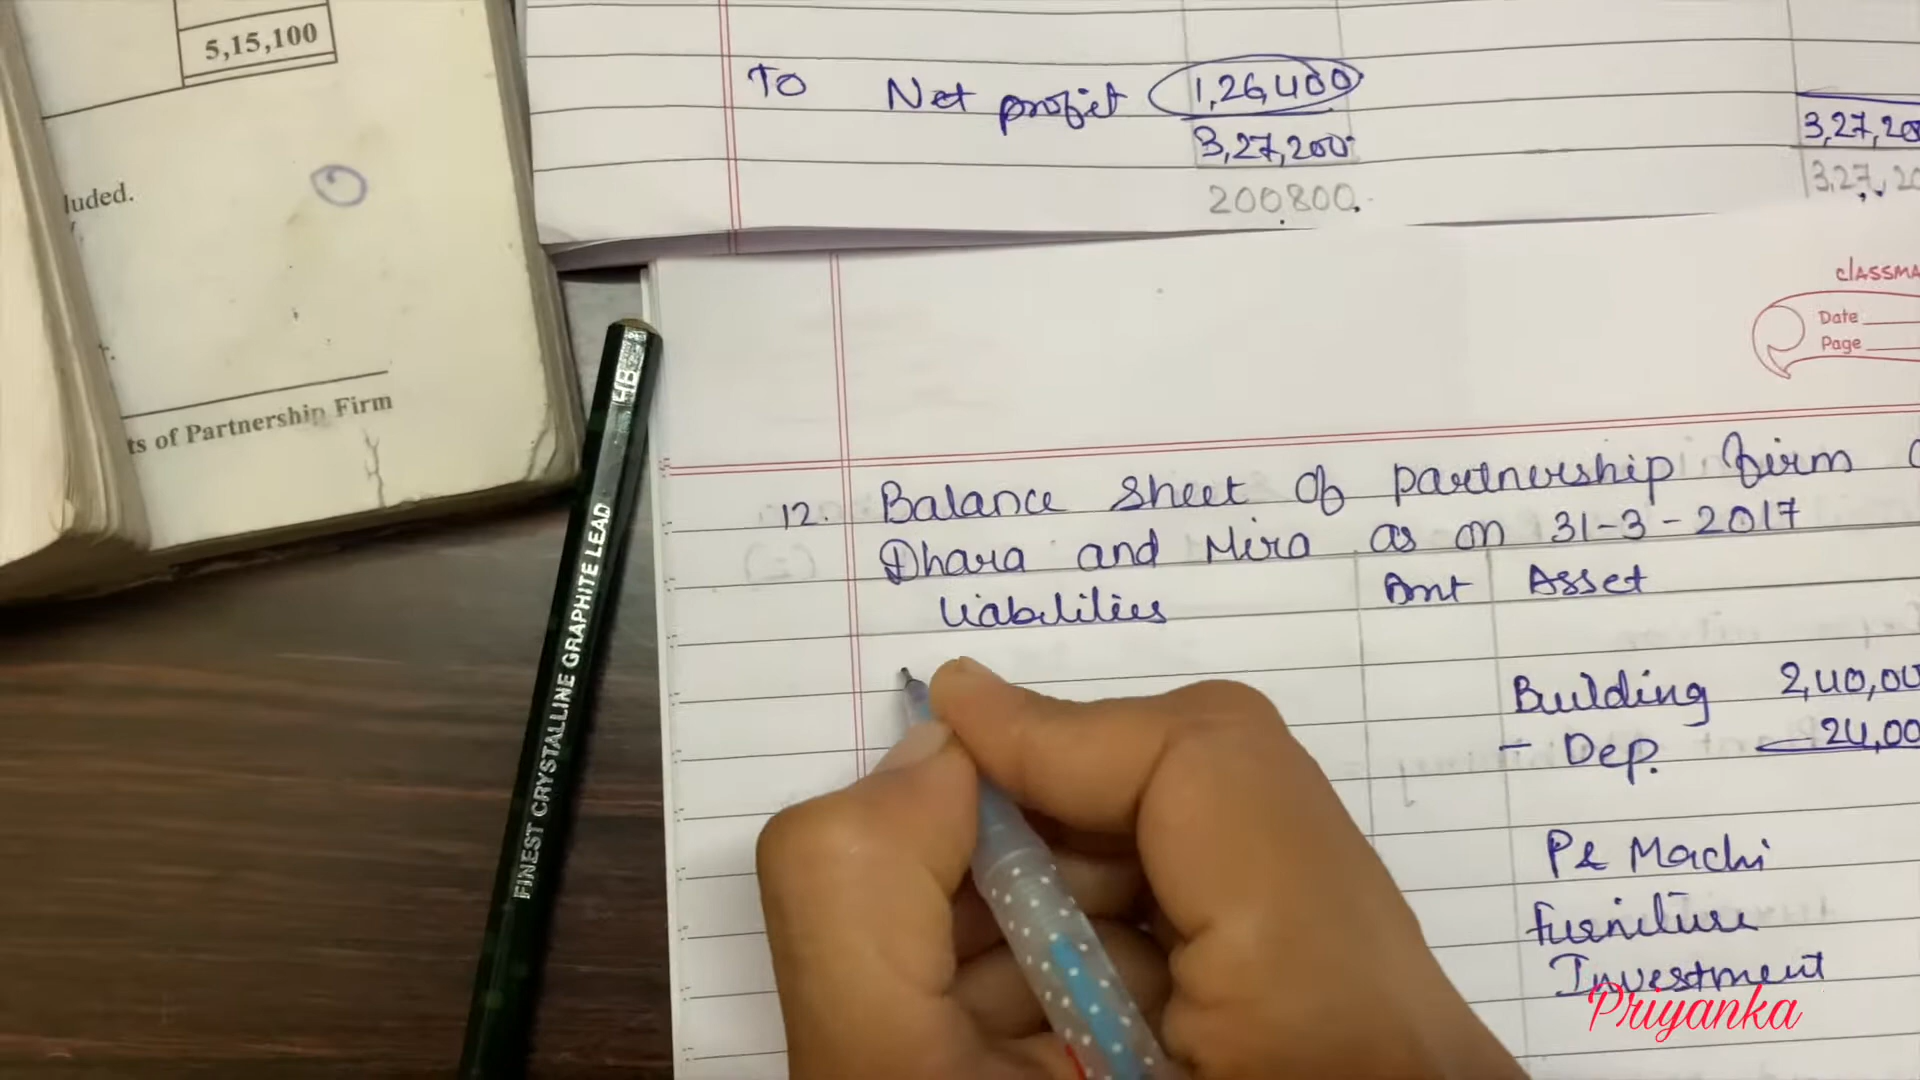 5,15,100
luded.
ts of Partnership Firm
To Net profit 1,26,400
3,27,200
200800.
3,27,20
3,27,20
HB
FINEST CRYSTALLINE GRAPHITE LEAD
CLASSMA
Date
Page
12. Balance sheet of partnership firm
Dhara and Mira as on 31-3-2017
Liabilities Amt Asset
Building 2,40,00
- Dep. 24,00
P& Machi
Furniture
Investment
Priyanka